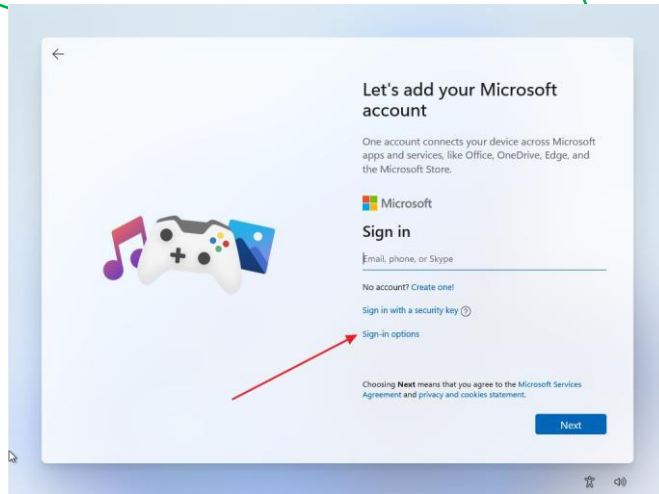 Let's add your Microsoft
account
One account connects your device across Microsoft
apps and services, like Office, OneDrive, Edge, and
the Microsoft Store.
Microsoft
Sign in
Email, phone, or Skype
No account? Create one!
Sign in with a security key ?
Sign-in options
Choosing Next means that you agree to the Microsoft Services
Agreement and privacy and cookies statement.
Next